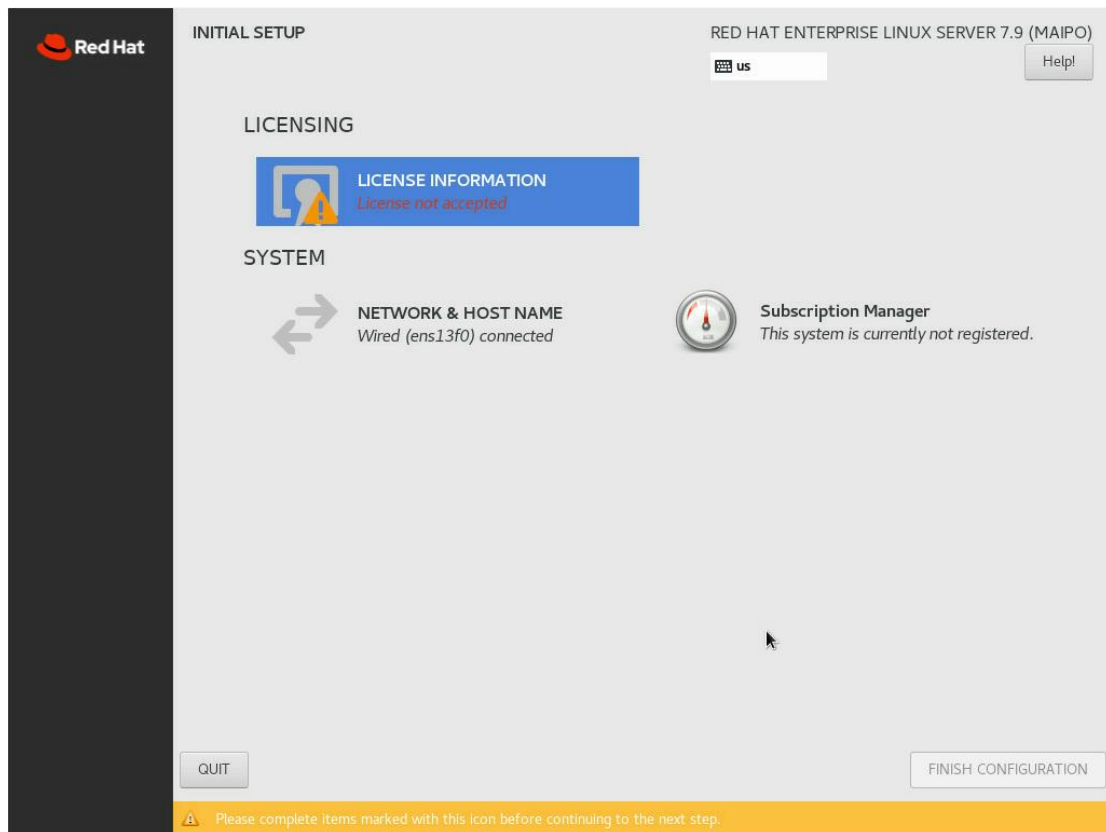 Red Hat
INITIAL SETUP
RED HAT ENTERPRISE LINUX SERVER 7.9 (MAIPO)
us
Help!
LICENSING
LICENSE INFORMATION
License not accepted
SYSTEM
NETWORK & HOST NAME
Wired (ens13f0) connected
Subscription Manager
This system is currently not registered.
QUIT
FINISH CONFIGURATION
Please complete items marked with this icon before continuing to the next step.